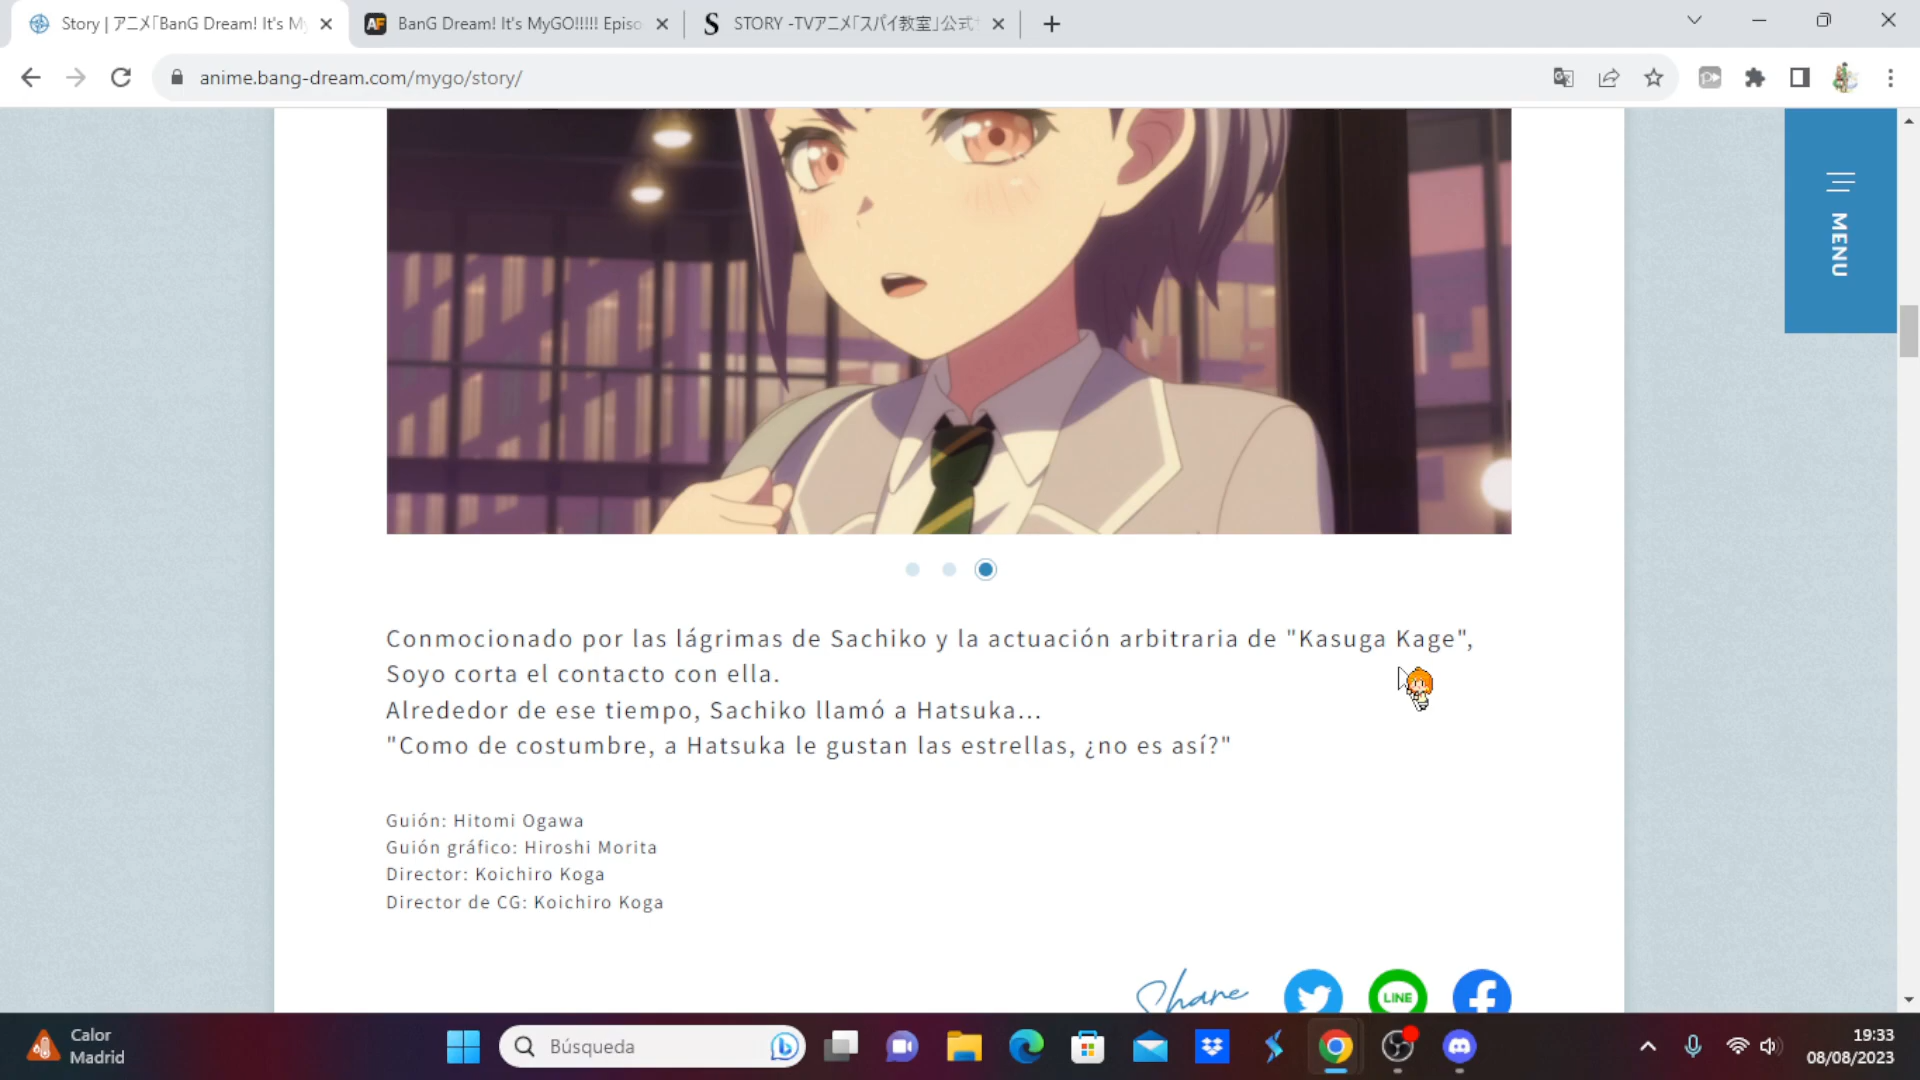 Story | アニメ「BanG Dream! It's My
BanG Dream! It's MyGO!!!!! Episo
STORY -TVアニメ「スパイ教室」公式
anime.bang-dream.com/mygo/story/
MENU
Conmocionado por las lágrimas de Sachiko y la actuación arbitraria de "Kasuga Kage",
Soyo corta el contacto con ella.
Alrededor de ese tiempo, Sachiko llamó a Hatsuka...
"Como de costumbre, a Hatsuka le gustan las estrellas, ¿no es así?"
Guión: Hitomi Ogawa
Guión gráfico: Hiroshi Morita
Director: Koichiro Koga
Director de CG: Koichiro Koga
Share
LINE
Calor
Madrid
Búsqueda
19:33
08/08/2023